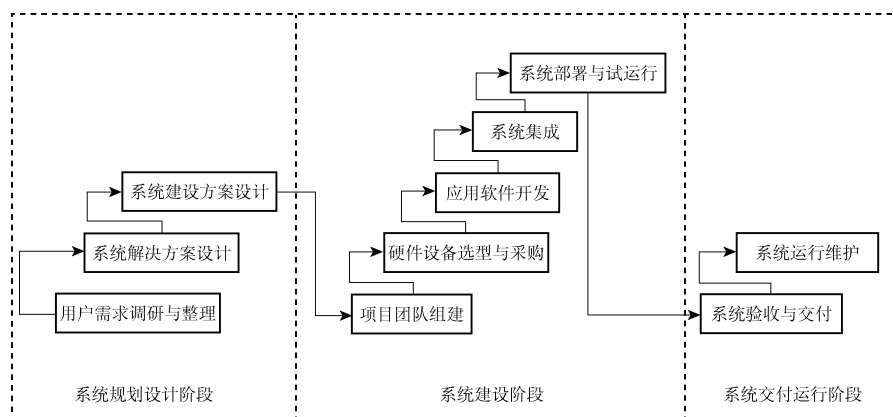 系统部署与试运行
系统集成
系统建设方案设计
应用软件开发
系统解决方案设计
硬件设备选型与采购
系统运行维护
用户需求调研与整理
项目团队组建
系统验收与交付
系统规划设计阶段
系统建设阶段
系统交付运行阶段